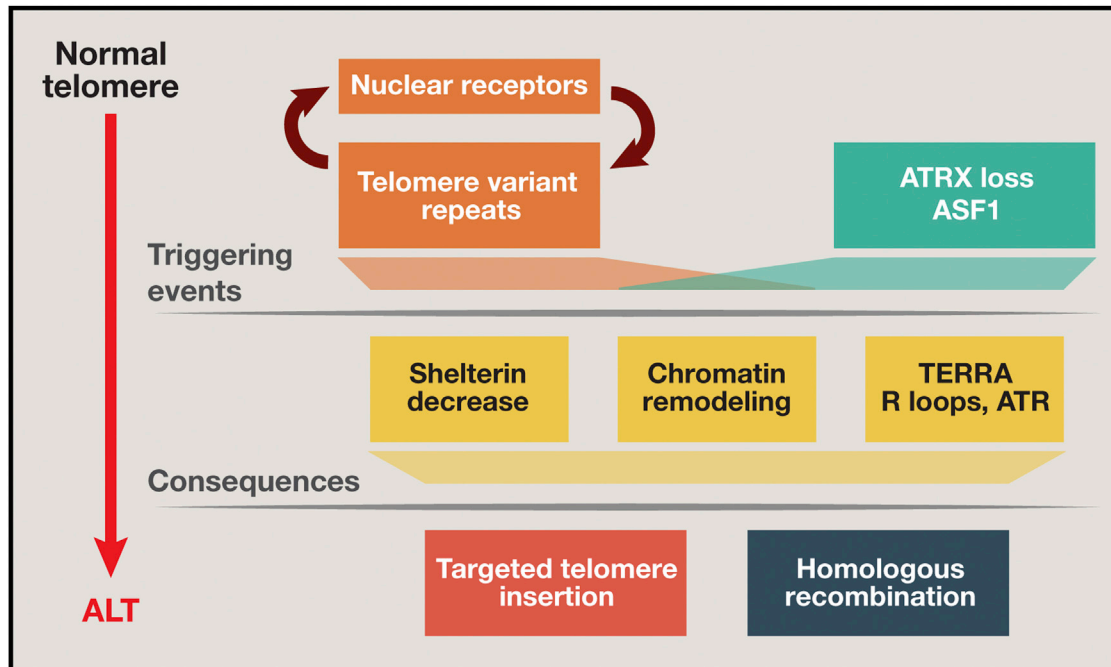 Normal
telomere
Nuclear receptors
Telomere variant
repeats
ATRX loss
ASF1
Triggering
events
Shelterin
decrease
Chromatin
remodeling
TERRA
R loops, ATR
Consequences
Targeted telomere
insertion
Homologous
recombination
ALT